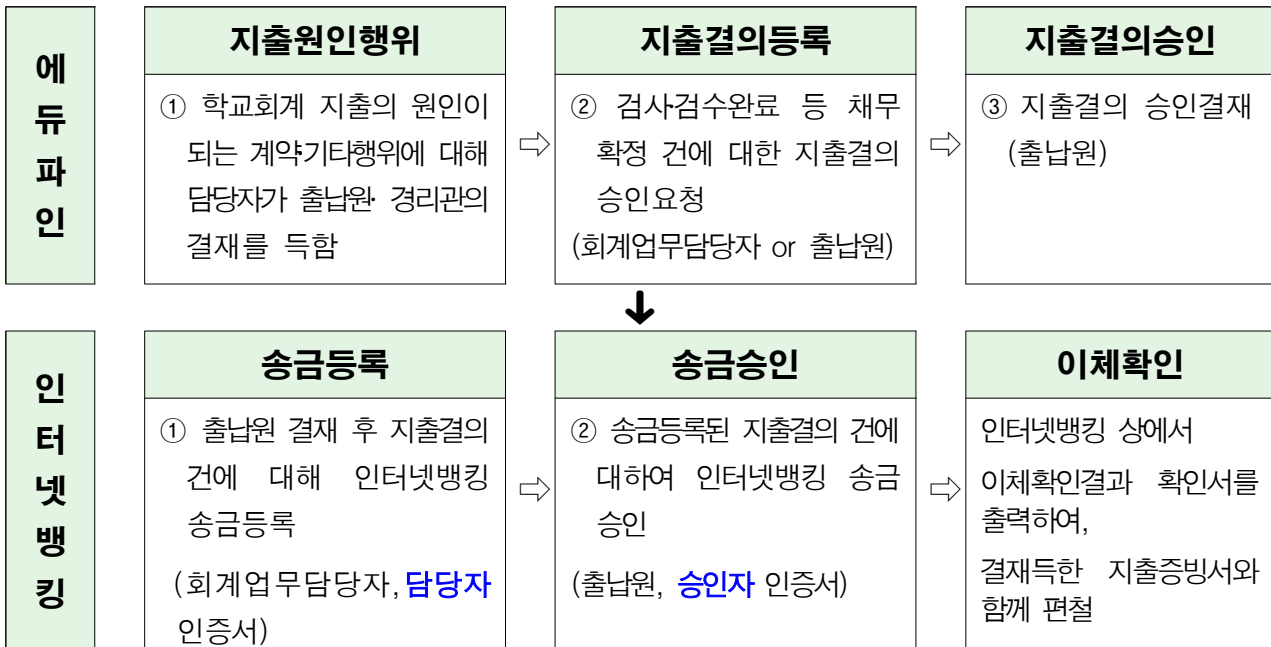 에듀파인
지출원인행위
① 학교회계 지출의 원인이
되는 계약·기타행위에 대해
담당자가 출납원· 경리관의
결재를 득함
⇨
지출결의등록
② 검사·검수완료 등 채무
확정 건에 대한 지출결의
승인요청
(회계업무담당자 or 출납원)
⇨
지출결의승인
③ 지출결의 승인결재
(출납원)
인터넷뱅킹
송금등록
① 출납원 결재 후 지출결의
건에 대해 인터넷뱅킹
송금등록
(회계업무담당자, 담당자
인증서)
⇨
송금승인
② 송금등록된 지출결의 건에
대하여 인터넷뱅킹 송금
승인
(출납원, 승인자 인증서)
⇨
이체확인
인터넷뱅킹 상에서
이체확인결과 확인서를
출력하여,
결재득한 지출증빙서와
함께 편철